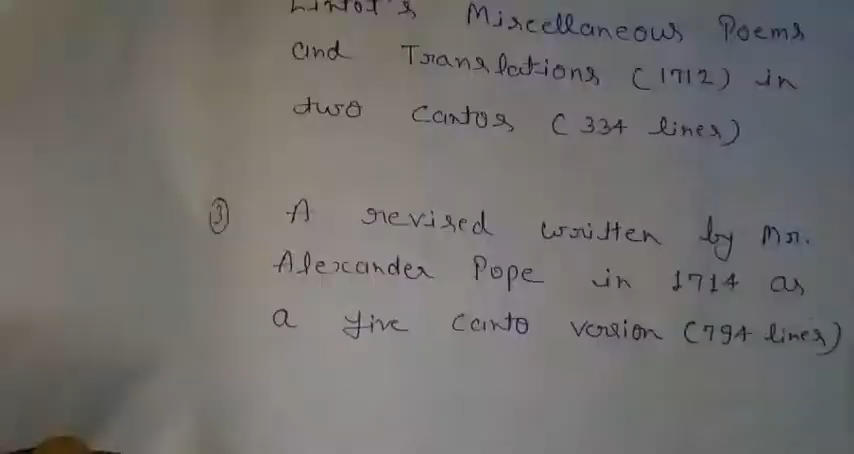 Lintot's Miscellaneous Poems
and Translations (1712) in
two cantos (334 lines)
③ A revised written by Mr.
Alexander Pope in 1714 as
a five canto version (794 lines)